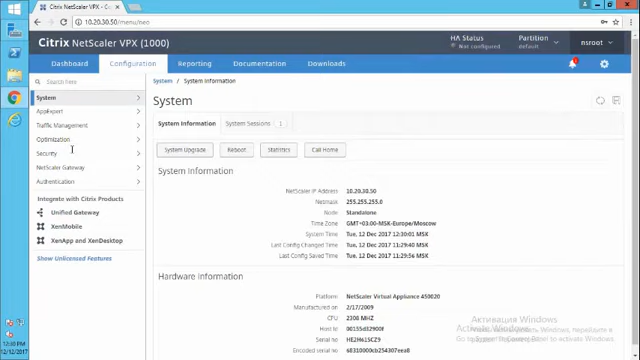 Citrix NetScaler VPX (1000)
10.20.30.50/menu/neo
Citrix NetScaler VPX (1000)
HA Status
Not configured
Partition
default
nsroot
Dashboard
Configuration
Reporting
Documentation
Downloads
Search here
System
AppExpert
Traffic Management
Optimization
Security
NetScaler Gateway
Authentication
Integrate with Citrix Products
Unified Gateway
XenMobile
XenApp and XenDesktop
Show Unlicensed Features
System / System Information
System
System Information
System Sessions 1
System Upgrade
Reboot
Statistics
Call Home
System Information
NetScaler IP Address 10.20.30.50
Netmask 255.255.255.0
Node Standalone
Time Zone GMT+03:00-MSK-Europe/Moscow
System Time Tue, 12 Dec 2017 12:30:01 MSK
Last Config Changed Time Tue, 12 Dec 2017 11:29:40 MSK
Last Config Saved Time Tue, 12 Dec 2017 11:29:56 MSK
Hardware Information
Platform NetScaler Virtual Appliance 450020
Manufactured on 2/17/2009
CPU 2308 MHZ
Host Id 00155d32900f
Serial no HE2H615CZ9
Encoded serial no
Активация Windows
12:30 PM
12/12/2017